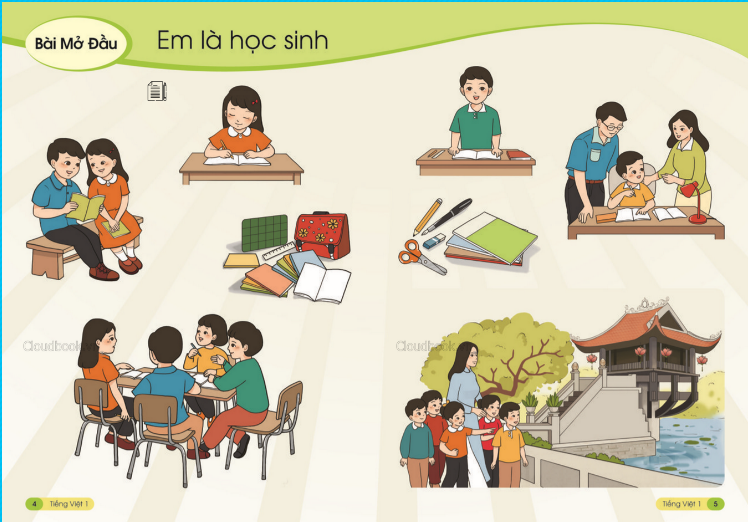 Bài Mở Đầu
Em là học sinh
Cloudbook
Cloudbook
4 Tiếng Việt 1
Tiếng Việt 1 5